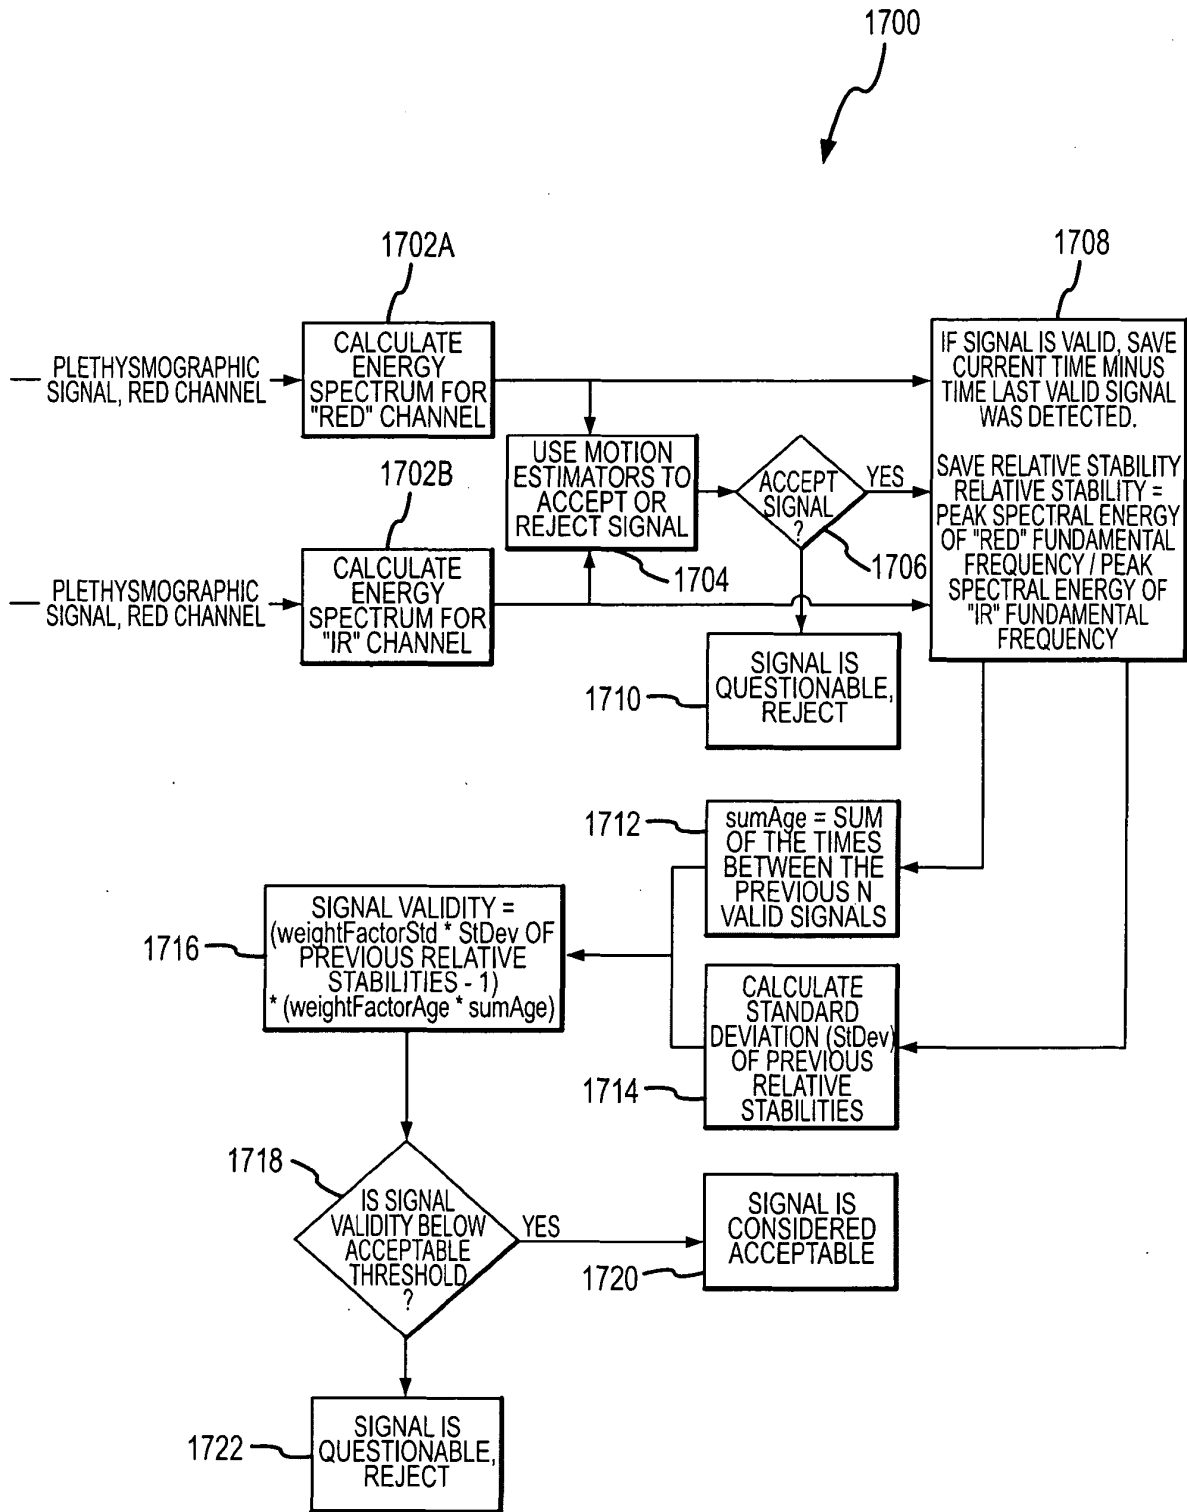 1700
1702A
1708
PLETHYSMOGRAPHIC
SIGNAL, RED CHANNEL
CALCULATE
ENERGY
SPECTRUM FOR
"RED" CHANNEL
IF SIGNAL IS VALID, SAVE
CURRENT TIME MINUS
TIME LAST VALID SIGNAL
WAS DETECTED.
SAVE RELATIVE STABILITY
RELATIVE STABILITY =
PEAK SPECTRAL ENERGY
OF "RED" FUNDAMENTAL
FREQUENCY / PEAK
SPECTRAL ENERGY OF
"IR" FUNDAMENTAL
FREQUENCY
USE MOTION
ESTIMATORS TO
ACCEPT OR
REJECT SIGNAL
1704
ACCEPT
SIGNAL
?
YES
1706
1702B
PLETHYSMOGRAPHIC
SIGNAL, RED CHANNEL
CALCULATE
ENERGY
SPECTRUM FOR
"IR" CHANNEL
1710
SIGNAL IS
QUESTIONABLE,
REJECT
1712
sumAge = SUM
OF THE TIMES
BETWEEN THE
PREVIOUS N
VALID SIGNALS
1716
SIGNAL VALIDITY =
(weightFactorStd * StDev OF
PREVIOUS RELATIVE
STABILITIES - 1)
* (weightFactorAge * sumAge)
CALCULATE
STANDARD
DEVIATION (StDev)
OF PREVIOUS
RELATIVE
STABILITIES
1714
1718
IS SIGNAL
VALIDITY BELOW
ACCEPTABLE
THRESHOLD
?
YES
SIGNAL IS
CONSIDERED
ACCEPTABLE
1720
1722
SIGNAL IS
QUESTIONABLE,
REJECT